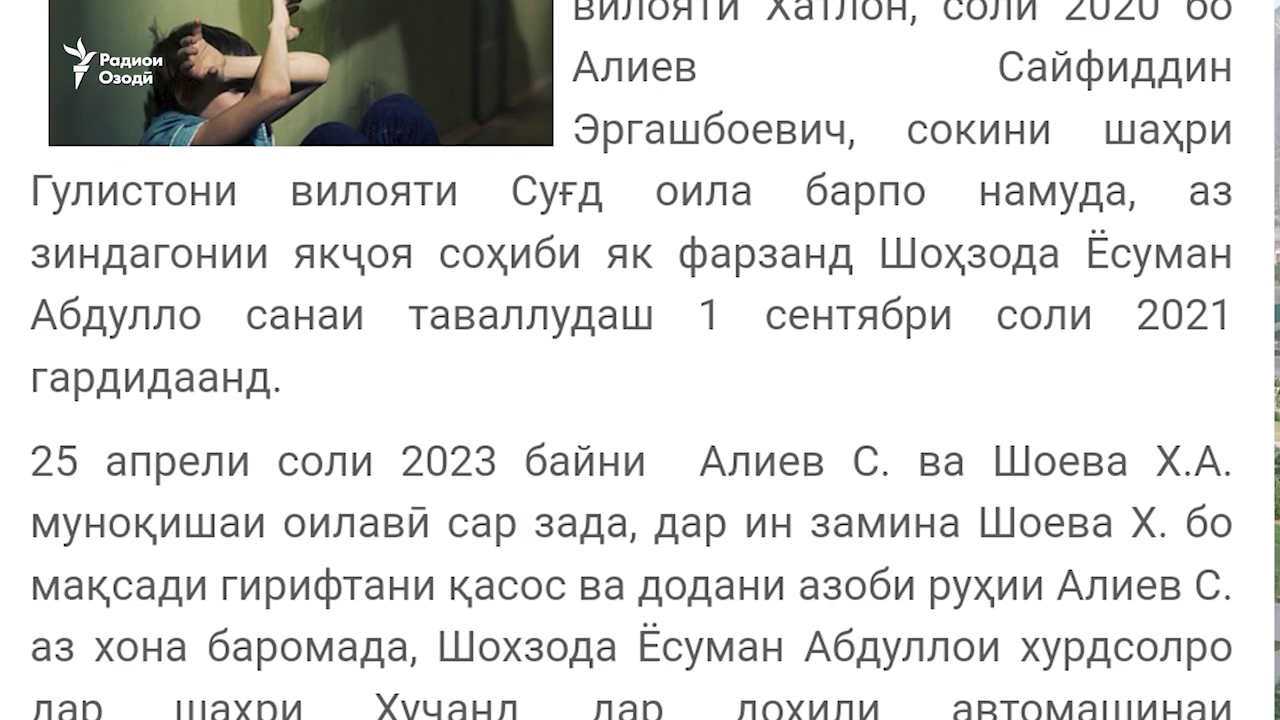 Радиои
Озодӣ
вилояти Хатлон, соли 2020 бо
Алиев Сайфиддин
Эргашбоевич, сокини шаҳри
Гулистони вилояти Суғд оила барпо намуда, аз
зиндагонии якҷоя соҳиби як фарзанд Шоҳзода Ёсуман
Абдулло санаи таваллудаш 1 сентябри соли 2021
гардидаанд.
25 апрели соли 2023 байни Алиев С. ва Шоева Х.А.
муноқишаи оилавӣ сар зада, дар ин замина Шоева Х. бо
мақсади гирифтани қасос ва додани азоби руҳии Алиев С.
аз хона баромада, Шохзода Ёсуман Абдуллои хурдсолро
дар шаҳри Хуҷанд дар дохили автомашинаи